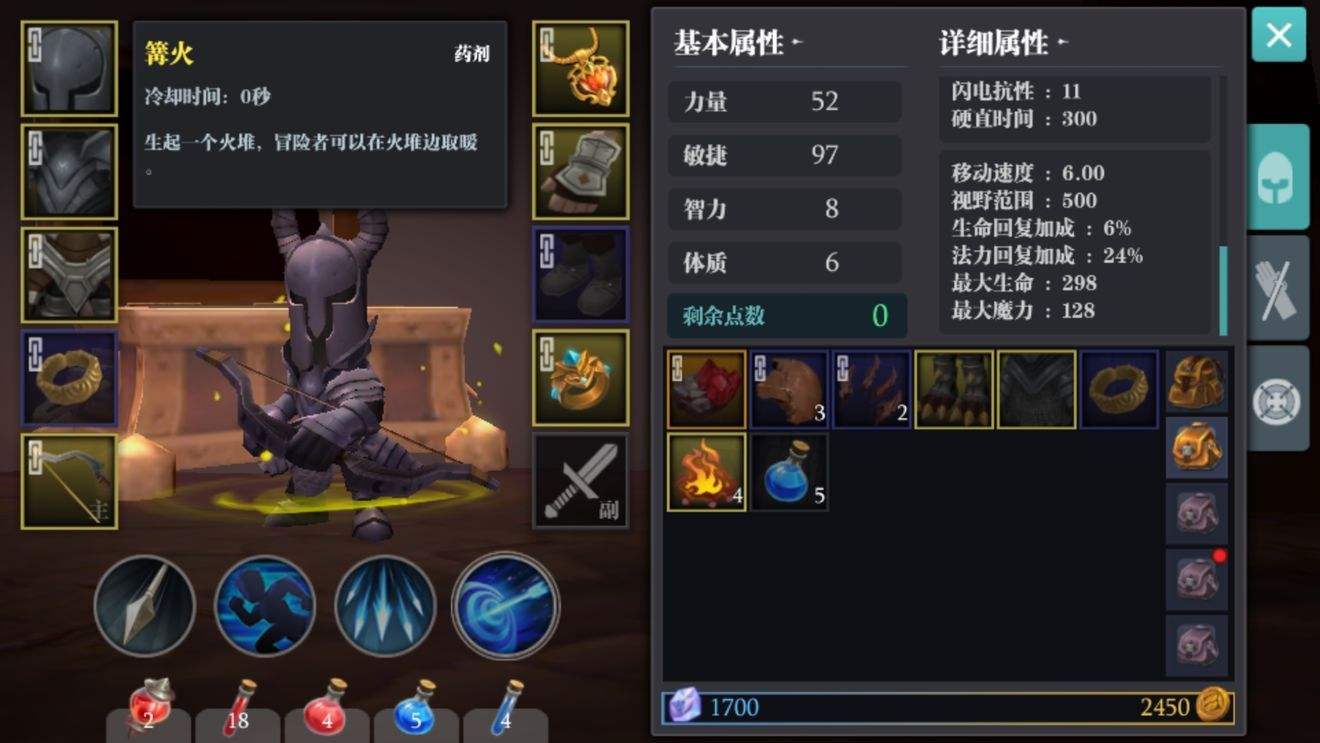 篝火
药剂
冷却时间：0秒
生起一个火堆，冒险者可以在火堆边取暖
。
主
副
2
18
4
5
4
基本属性
力量 52
敏捷 97
智力 8
体质 6
剩余点数 0
详细属性
闪电抗性 : 11
硬直时间 : 300
移动速度 : 6.00
视野范围 : 500
生命回复加成 : 6%
法力回复加成 : 24%
最大生命 : 298
最大魔力 : 128
3
2
4
5
1700
2450